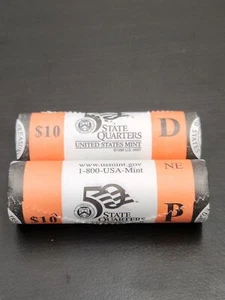 50
STATE
QUARTERS
$10
D
UNITED STATES MINT
www.usmint.gov
NE
1-800-USA-Mint
50
STATE
QUARTERS
$10
P